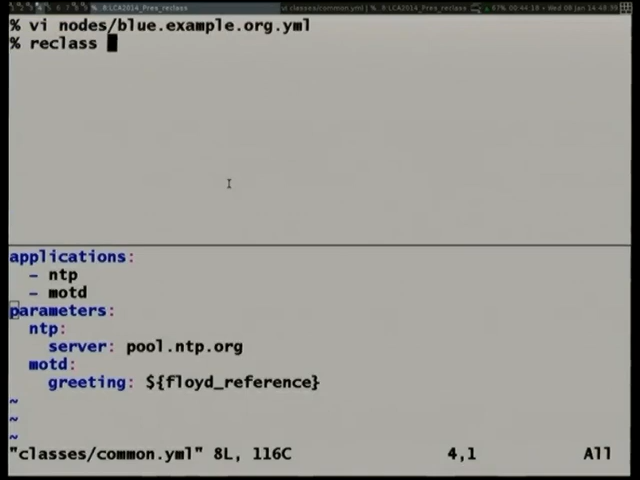 % vi nodes/blue.example.org.yml
% reclass
applications:
- ntp
- motd
parameters:
ntp:
server: pool.ntp.org
motd:
greeting: ${floyd_reference}
~
~
~
"classes/common.yml" 8L, 116C 4,1 All